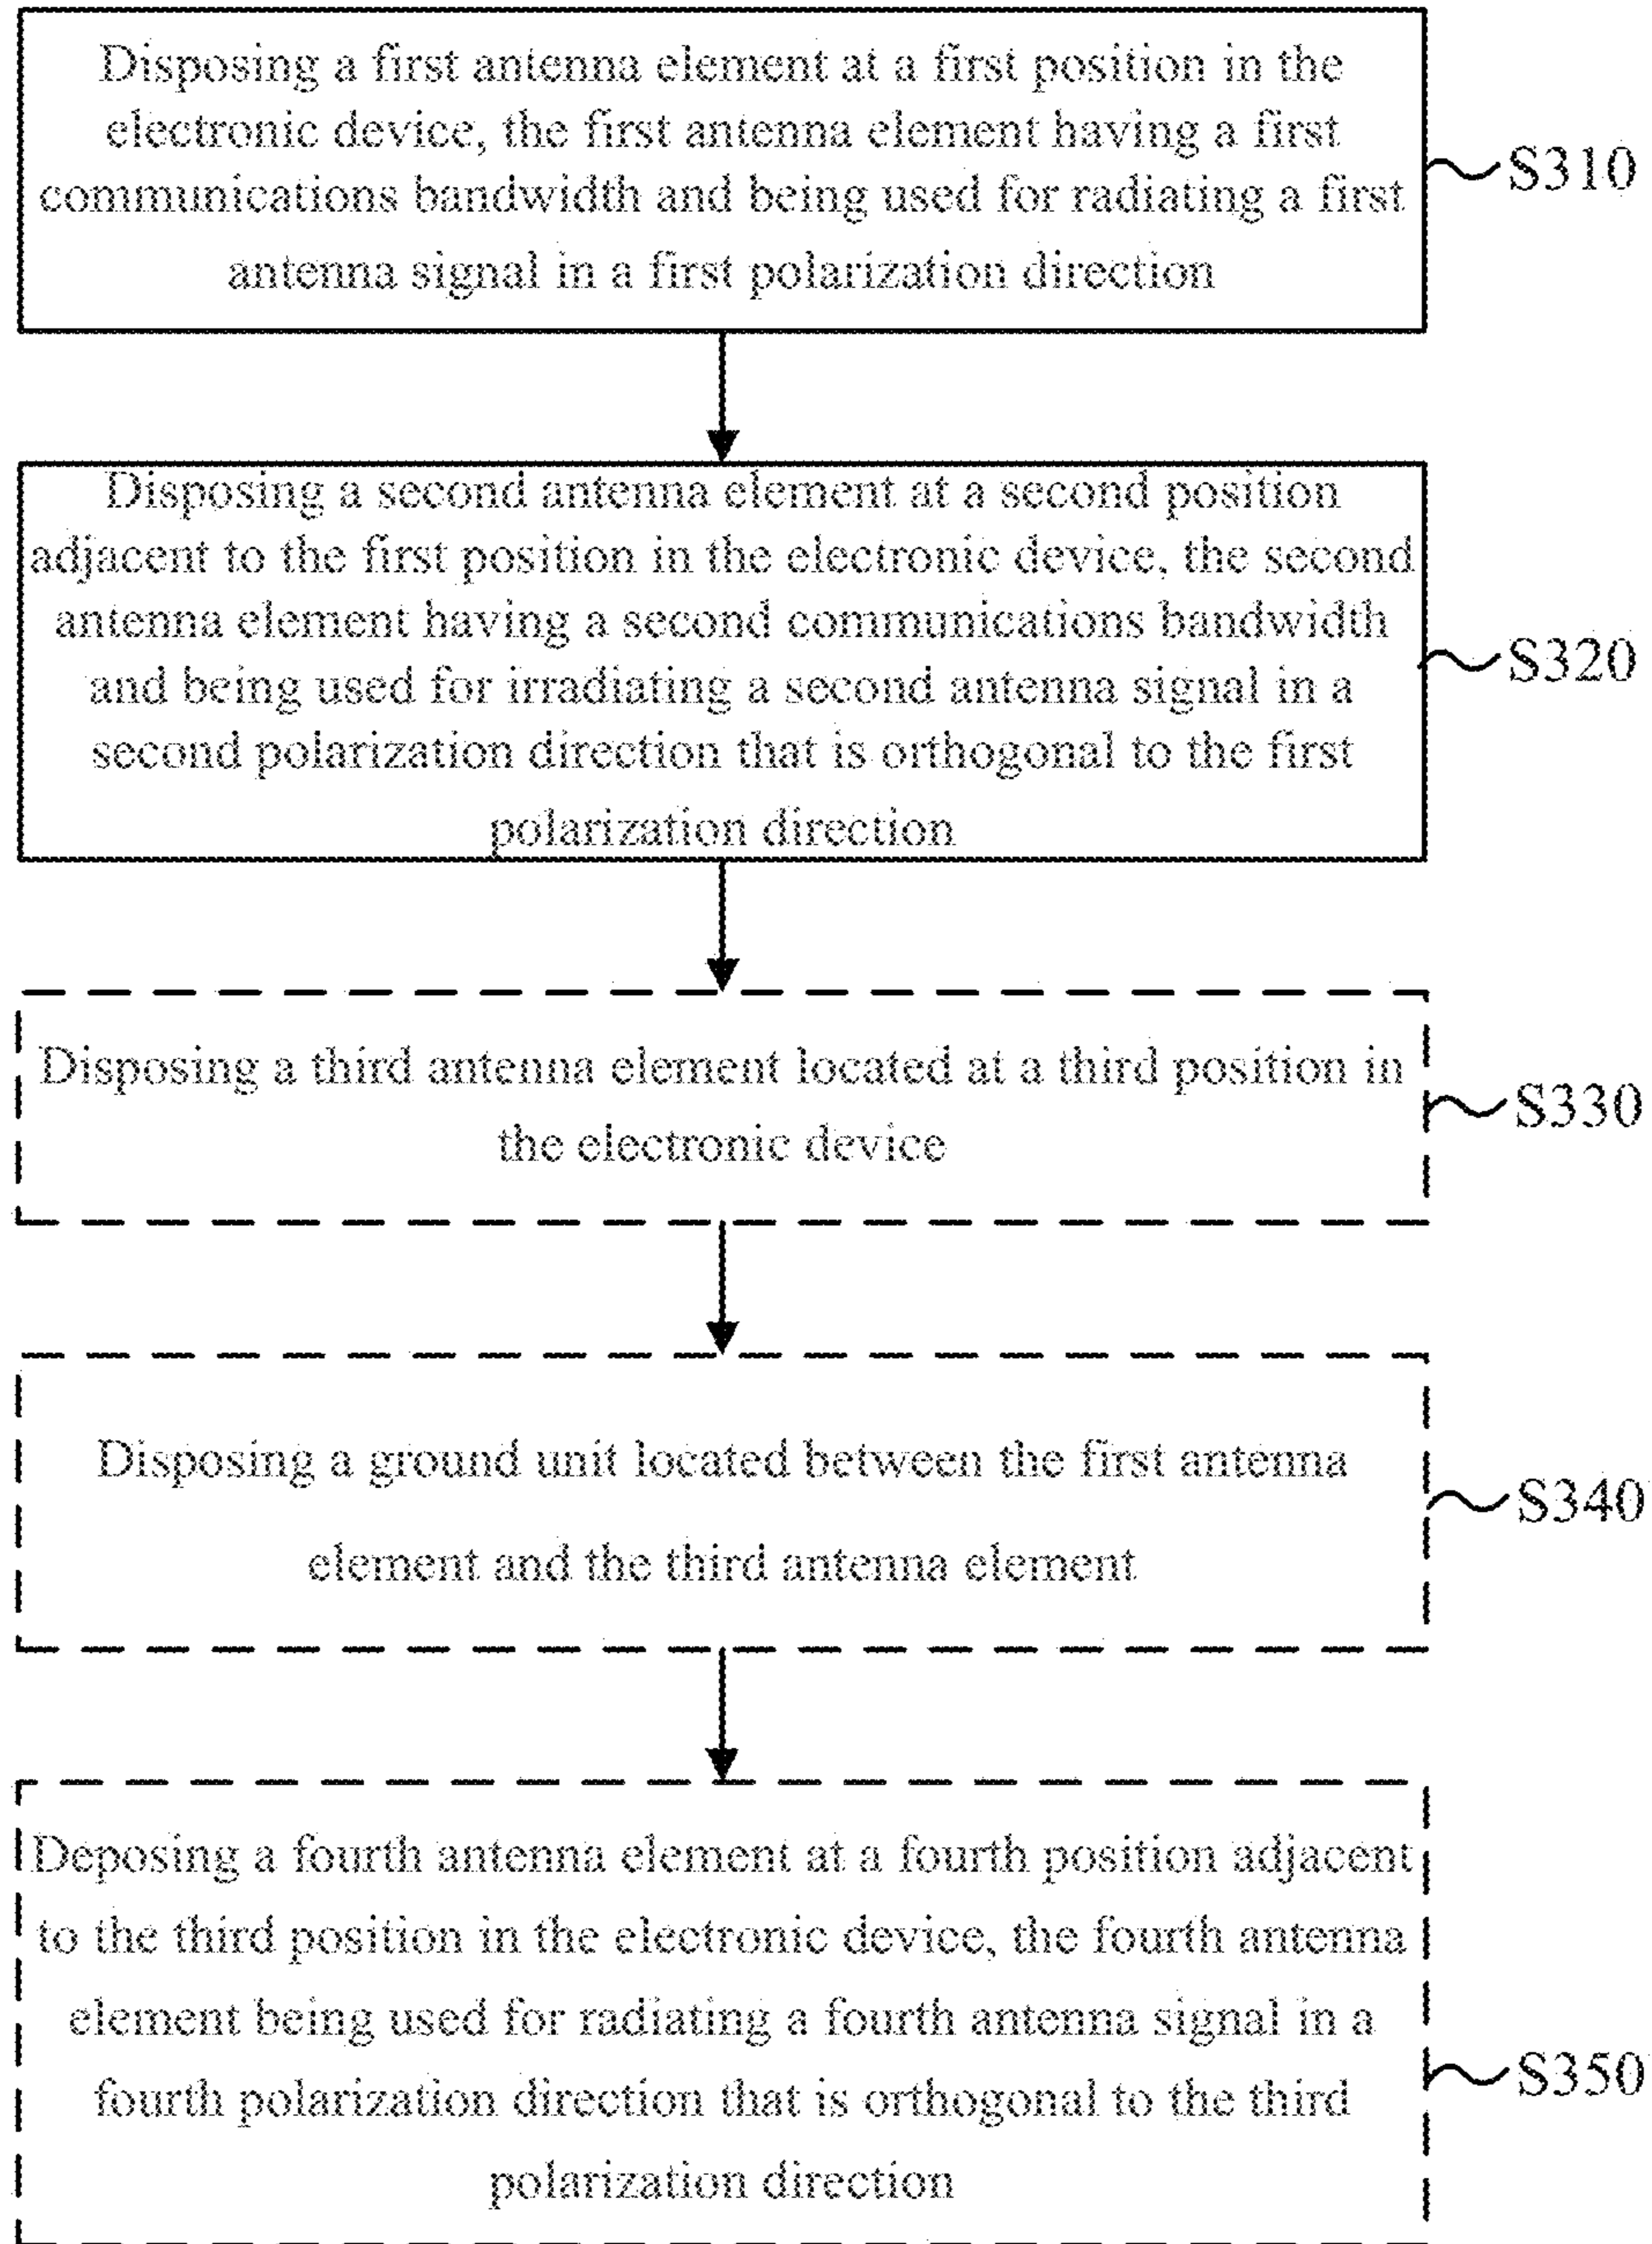 Disposing a first antenna element at a first position in the
electronic device, the first antenna element having a first
communications bandwidth and being used for radiating a first
antenna signal in a first polarization direction
S310
Disposing a second antenna element at a second position
adjacent to the first position in the electronic device, the second
antenna element having a second communications bandwidth
and being used for irradiating a second antenna signal in a
second polarization direction that is orthogonal to the first
polarization direction
S320
Disposing a third antenna element located at a third position in
the electronic device
S330
Disposing a ground unit located between the first antenna
element and the third antenna element
S340
Deposing a fourth antenna element at a fourth position adjacent
to the third position in the electronic device, the fourth antenna
element being used for radiating a fourth antenna signal in a
fourth polarization direction that is orthogonal to the third
polarization direction
S350